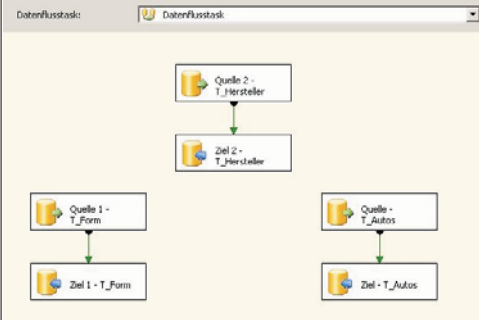 Datenflusstask: Datenflusstask
Quelle 2 -
T_Hersteller
Ziel 2 -
T_Hersteller
Quelle 1 -
T_Form
Quelle -
T_Autos
Ziel 1 - T_Form
Ziel - T_Autos